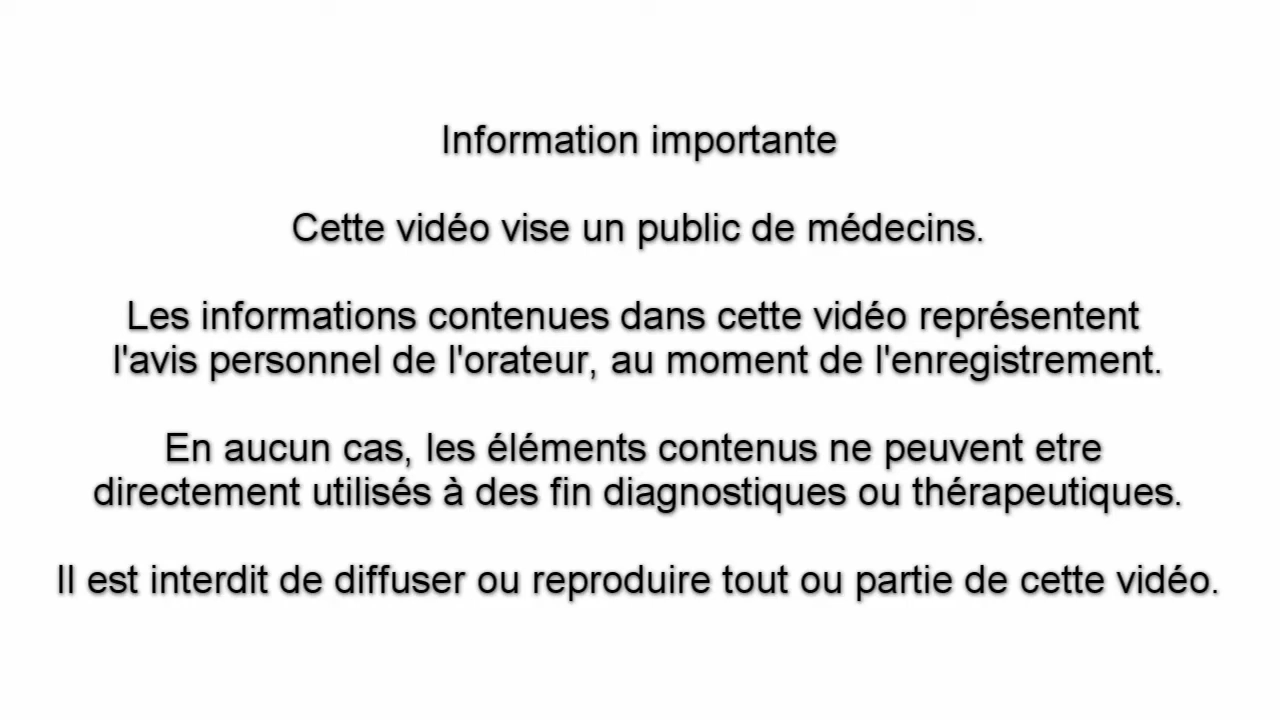 Information importante
Cette vidéo vise un public de médecins.
Les informations contenues dans cette vidéo représentent
l'avis personnel de l'orateur, au moment de l'enregistrement.
En aucun cas, les éléments contenus ne peuvent etre
directement utilisés à des fin diagnostiques ou thérapeutiques.
Il est interdit de diffuser ou reproduire tout ou partie de cette vidéo.